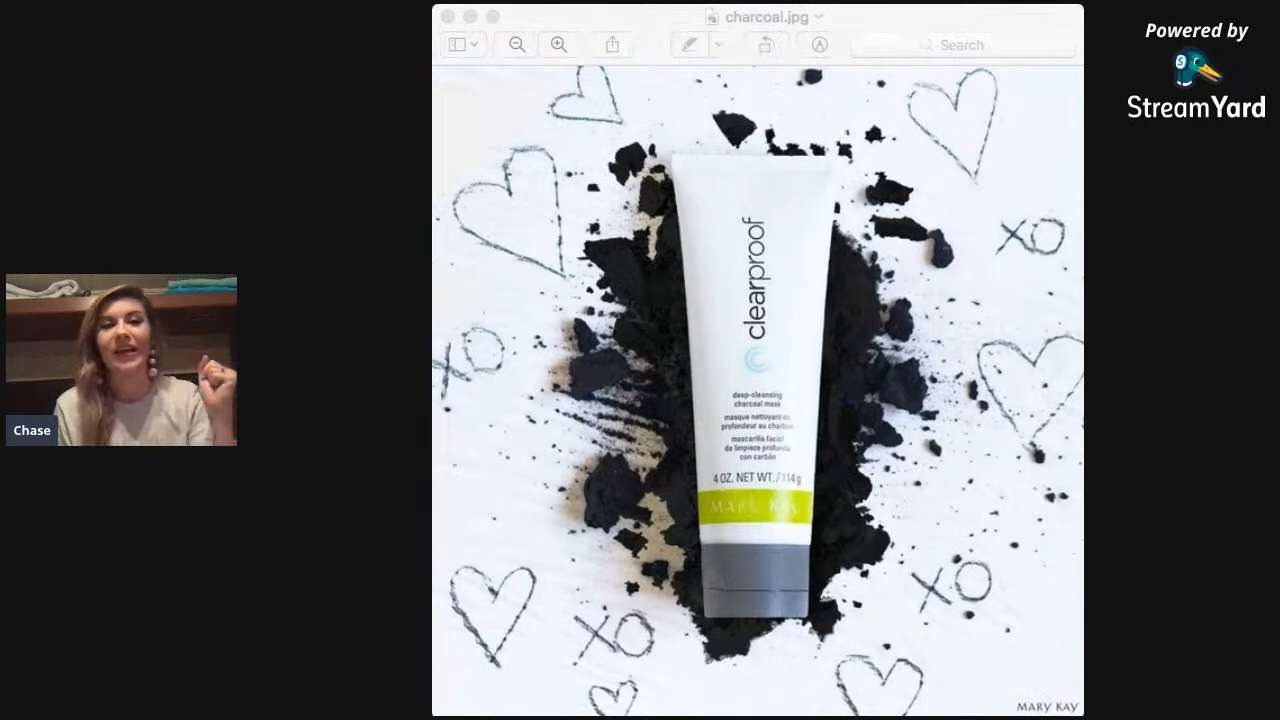 charcoal.jpg
Search
Powered by
StreamYard
XO
XO
clearproof
deep-cleansing
charcoal mask
masque nettoyant en
profondeur au charbon
mascarilla facial
de limpieza profunda
con carbón
4 OZ. NET WT. / 114 g
MARY KAY
Chase
XO
XO
MARY KAY